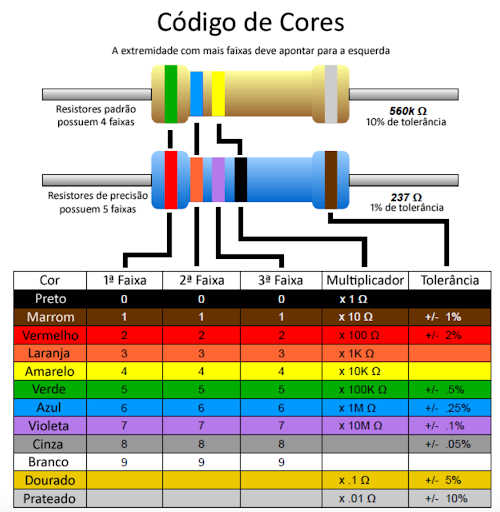 Código de Cores
A extremidade com mais faixas deve apontar para a esquerda
Resistores padrão
possuem 4 faixas
560k Ω
10% de tolerância
Resistores de precisão
possuem 5 faixas
237 Ω
1% de tolerância
Cor 1ª Faixa 2ª Faixa 3ª Faixa Multiplicador Tolerância
Preto 0 0 0 x 1 Ω
Marrom 1 1 1 x 10 Ω +/- 1%
Vermelho 2 2 2 x 100 Ω +/- 2%
Laranja 3 3 3 x 1K Ω
Amarelo 4 4 4 x 10K Ω
Verde 5 5 5 x 100K Ω +/- .5%
Azul 6 6 6 x 1M Ω +/- .25%
Violeta 7 7 7 x 10M Ω +/- .1%
Cinza 8 8 8 +/- .05%
Branco 9 9 9
Dourado x .1 Ω +/- 5%
Prateado x .01 Ω +/- 10%